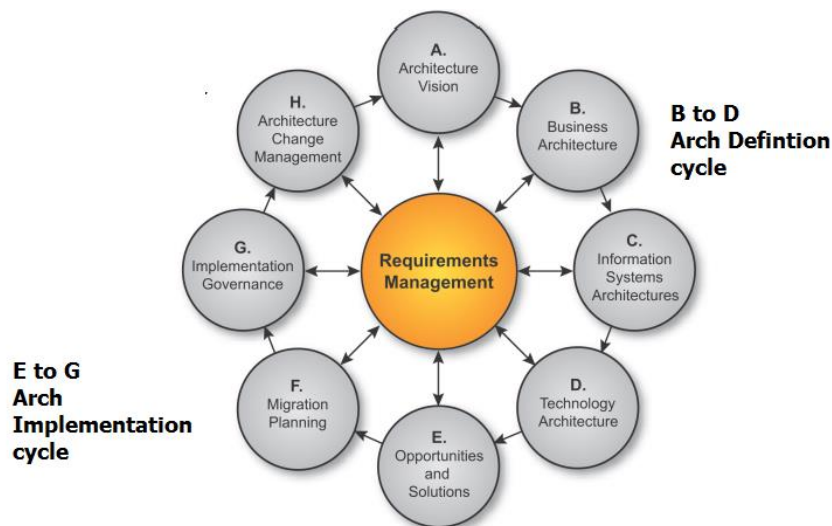 A.
Architecture
Vision
B.
Business
Architecture
B to D
Arch Defintion
cycle
C.
Information
Systems
Architectures
D.
Technology
Architecture
E.
Opportunities
and
Solutions
F.
Migration
Planning
E to G
Arch
Implementation
cycle
G.
Implementation
Governance
H.
Architecture
Change
Management
Requirements
Management